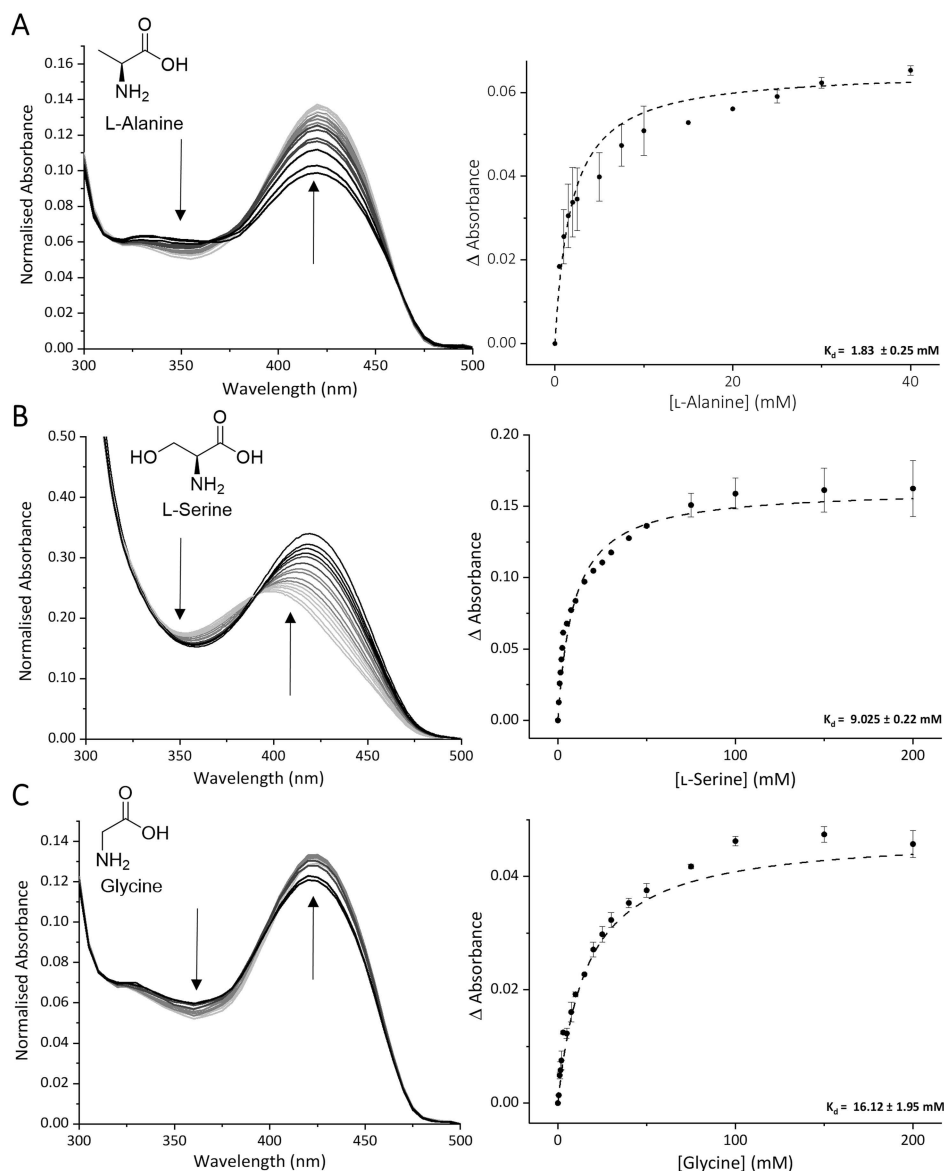 A
O
OH
NH2
L-Alanine
Normalised Absorbance
0.16
0.14
0.12
0.10
0.08
0.06
0.04
0.02
0.00
300
350
400
450
500
Wavelength (nm)
Δ Absorbance
0.06
0.04
0.02
0.00
Kd = 1.83 ± 0.25 mM
0
20
40
[L-Alanine] (mM)
B
O
HO
OH
NH2
L-Serine
Normalised Absorbance
0.50
0.40
0.30
0.20
0.10
0.00
300
350
400
450
500
Wavelength (nm)
Δ Absorbance
0.20
0.15
0.10
0.05
0.00
Kd = 9.025 ± 0.22 mM
0
100
200
[L-Serine] (mM)
C
O
OH
NH2
Glycine
Normalised Absorbance
0.14
0.12
0.10
0.08
0.06
0.04
0.02
0.00
300
350
400
450
500
Wavelength (nm)
Δ Absorbance
0.04
0.02
0.00
Kd = 16.12 ± 1.95 mM
0
100
200
[Glycine] (mM)